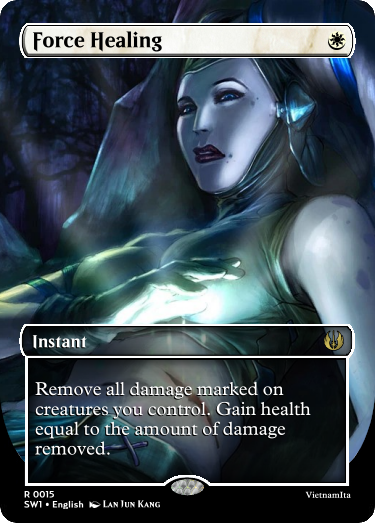 Force Healing
Instant
Remove all damage marked on
creatures you control. Gain health
equal to the amount of damage
removed.
R 0015
SW1 • English Lan Jun Kang
VietnamIta